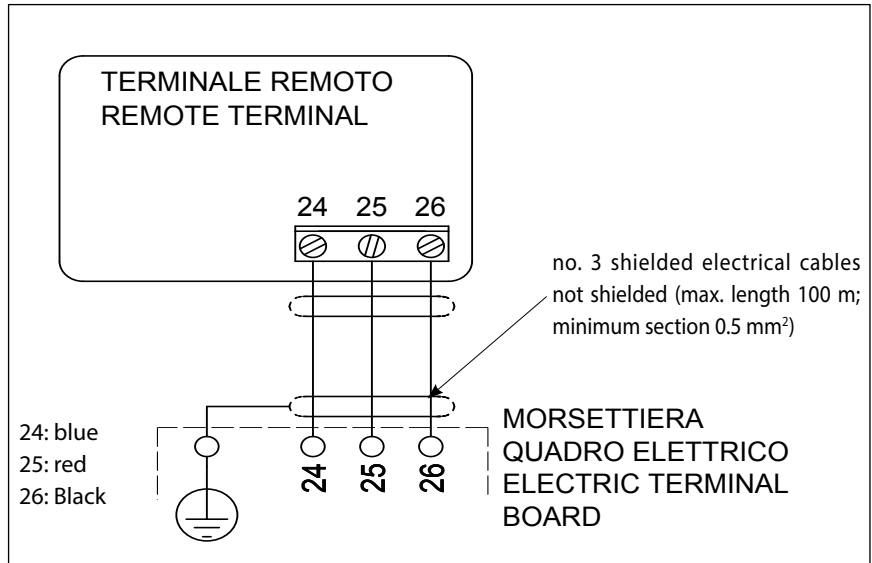 TERMINALE REMOTO
REMOTE TERMINAL
24 25 26
no. 3 shielded electrical cables
not shielded (max. length 100 m;
minimum section 0.5 mm²)
24: blue
25: red
26: Black
24 25 26
MORSETTIERA
QUADRO ELETTRICO
ELECTRIC TERMINAL
BOARD